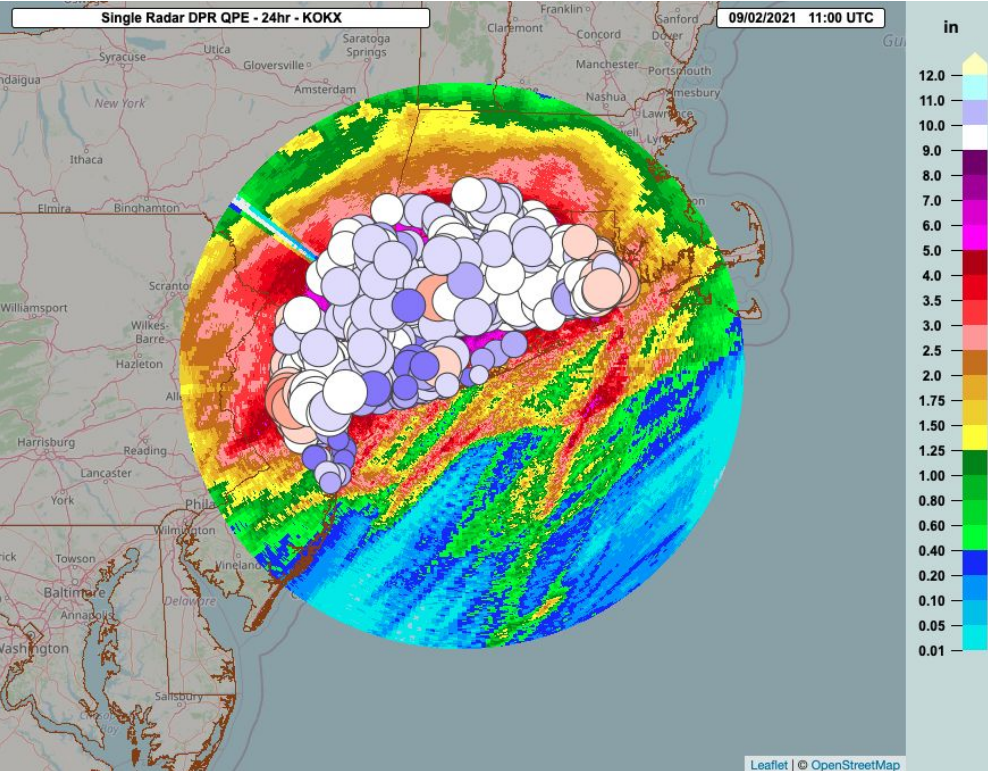 Single Radar DPR QPE - 24hr - KOKX
09/02/2021 11:00 UTC
in
12.0
11.0
10.0
9.0
8.0
7.0
6.0
5.0
4.0
3.5
3.0
2.5
2.0
1.75
1.50
1.25
1.00
0.80
0.60
0.40
0.20
0.10
0.05
0.01
Franklin
Sanford
Claremont
Concord
Dover
Saratoga
Springs
Utica
Syracuse
Gloversville
Manchester
Portsmouth
ndaigua
Amsterdam
Nashua
Amesbury
New York
Lawrence
Ithaca
Elmira
Binghamton
Scranto
Williamsport
Wilkes-
Barre
Hazleton
Harrisburg
Reading
Lancaster
York
Phila
Wilmington
Towson
Vineland
Baltimore
Annapolis
Delaware
Washington
Salisbury
Leaflet | © OpenStreetMap